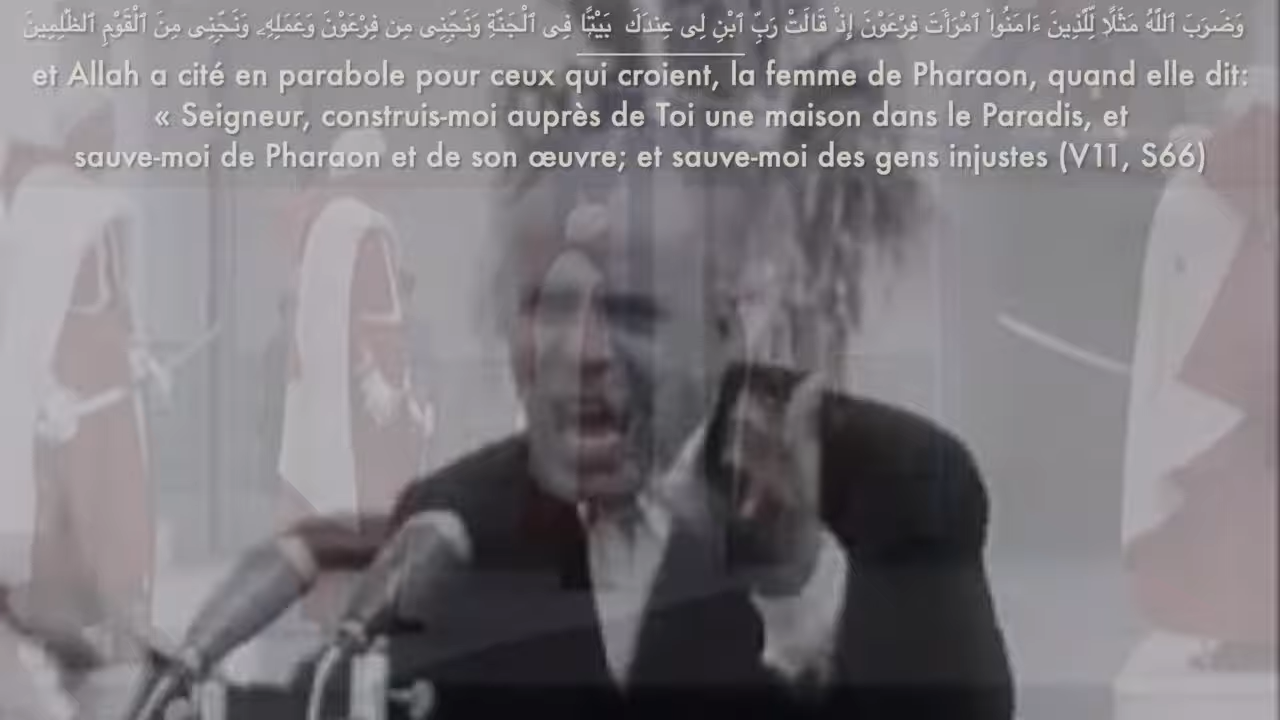 وَضَرَبَ ٱللَّهُ مَثَلًا لِّلَّذِينَ ءَامَنُوا۟ ٱمْرَأَتَ فِرْعَوْنَ إِذْ قَالَتْ رَبِّ ٱبْنِ لِى عِندَكَ بَيْتًا فِى ٱلْجَنَّةِ وَنَجِّنِى مِن فِرْعَوْنَ وَعَمَلِهِۦ وَنَجِّنِى مِنَ ٱلْقَوْمِ ٱلظَّٰلِمِينَ
et Allah a cité en parabole pour ceux qui croient, la femme de Pharaon, quand elle dit:
« Seigneur, construis-moi auprès de Toi une maison dans le Paradis, et
sauve-moi de Pharaon et de son œuvre; et sauve-moi des gens injustes (V11, S66)